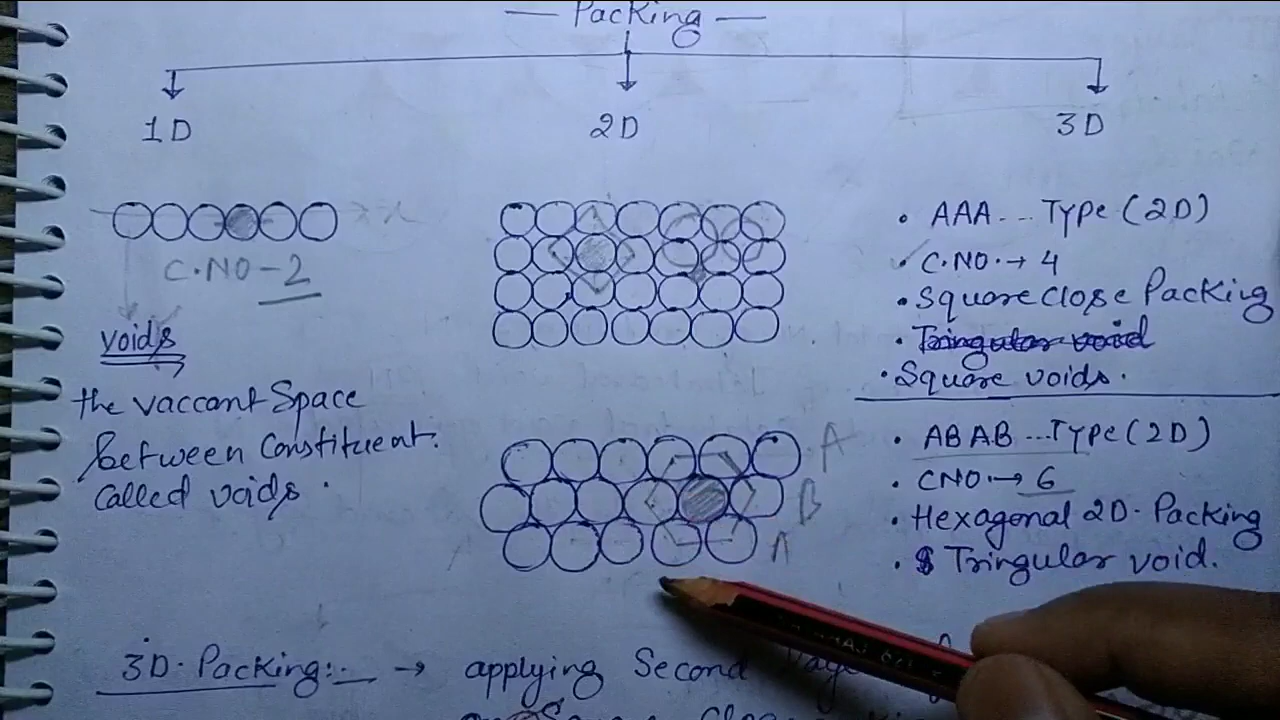 — Packing —
1D
2D
3D
C.NO-2
voids
the vaccant Space
between Constituent.
Called voids.
A
B
A
• AAA... Type (2D)
• C.NO.→ 4
• Square Close Packing
• Tringular void
• Square voids.
• ABAB ...Type (2D)
• CNO.→ 6
• Hexagonal 2D. Packing
• Tringular void.
3D. Packing:- → applying Second